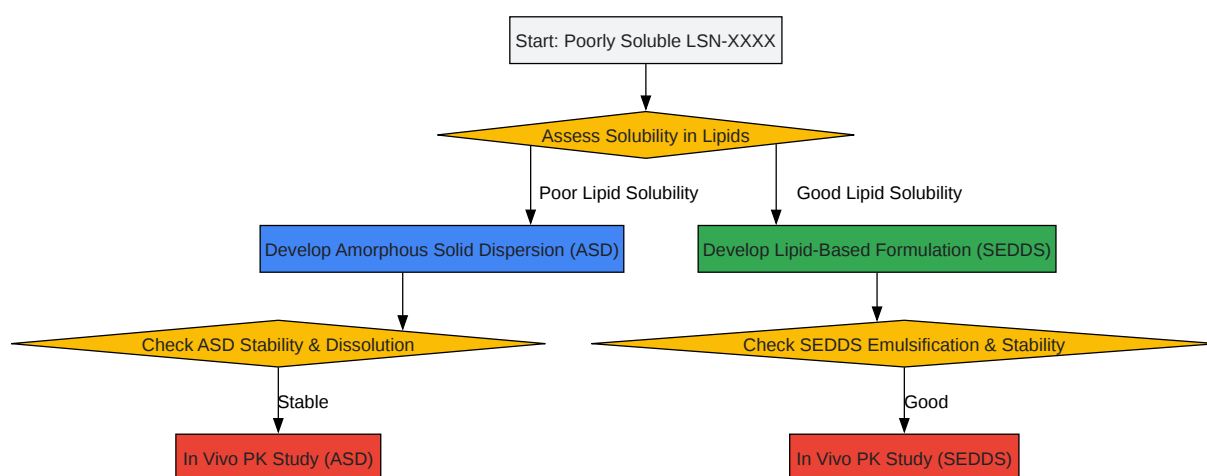 Start: Poorly Soluble LSN-XXXX
Assess Solubility in Lipids
Poor Lipid Solubility
Good Lipid Solubility
Develop Amorphous Solid Dispersion (ASD)
Develop Lipid-Based Formulation (SEDDS)
Check ASD Stability & Dissolution
Check SEDDS Emulsification & Stability
Stable
Good
In Vivo PK Study (ASD)
In Vivo PK Study (SEDDS)